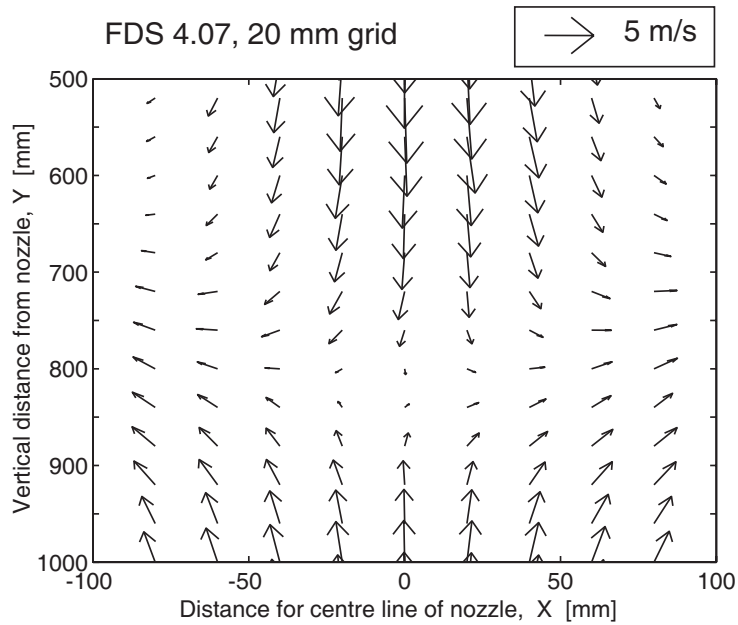 FDS 4.07, 20 mm grid
5 m/s
500
600
700
800
900
1000
Vertical distance from nozzle, Y [mm]
-100
-50
0
50
100
Distance for centre line of nozzle, X [mm]